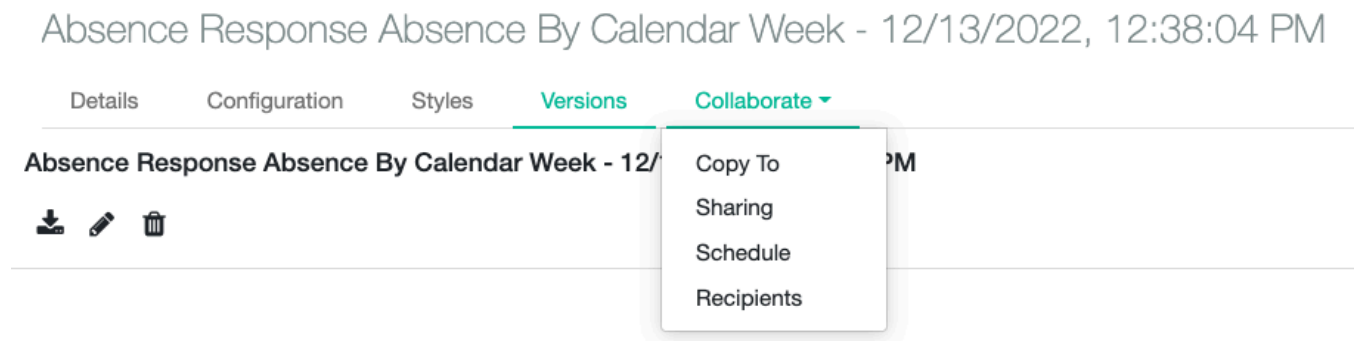 Absence Response Absence By Calendar Week - 12/13/2022, 12:38:04 PM
Details Configuration Styles Versions Collaborate
Absence Response Absence By Calendar Week - 12/ PM
Copy To
Sharing
Schedule
Recipients